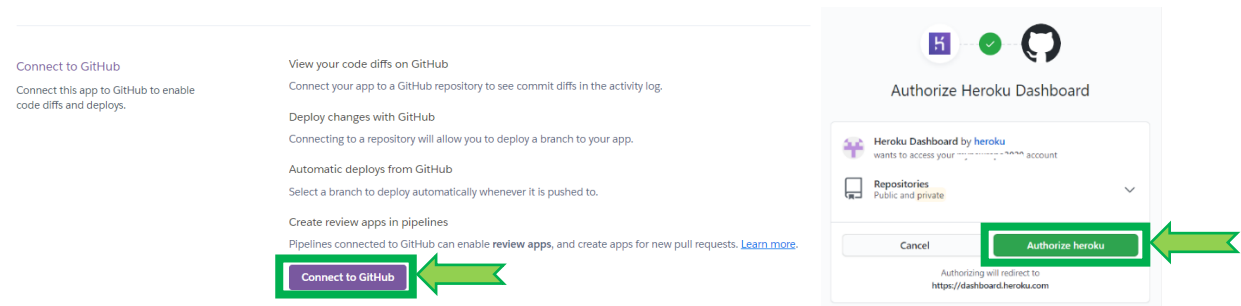 Connect to GitHub
Connect this app to GitHub to enable
code diffs and deploys.
View your code diffs on GitHub
Connect your app to a GitHub repository to see commit diffs in the activity log.
Deploy changes with GitHub
Connecting to a repository will allow you to deploy a branch to your app.
Automatic deploys from GitHub
Select a branch to deploy automatically whenever it is pushed to.
Create review apps in pipelines
Pipelines connected to GitHub can enable review apps, and create apps for new pull requests. Learn more.
Connect to GitHub
Authorize Heroku Dashboard
Heroku Dashboard by heroku
wants to access your account
Repositories
Public and private
Cancel
Authorize heroku
Authorizing will redirect to
https://dashboard.heroku.com